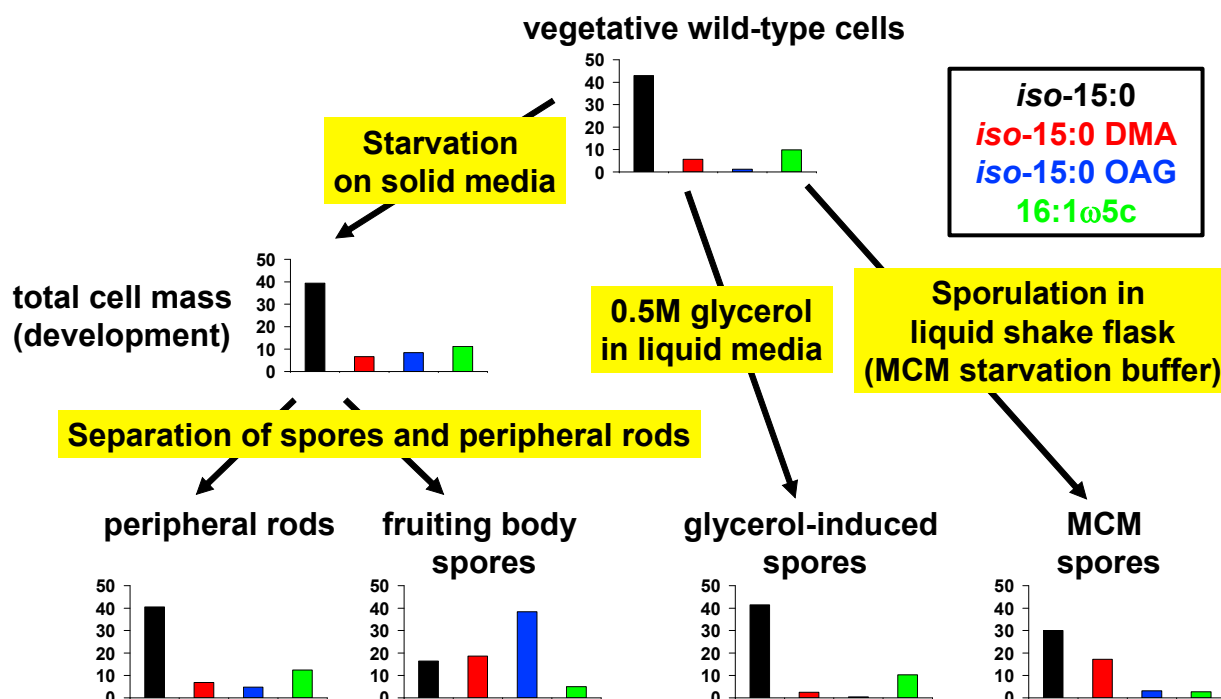 vegetative wild-type cells
50
40
30
20
10
0
iso-15:0
iso-15:0 DMA
iso-15:0 OAG
16:1ω5c
Starvation
on solid media
total cell mass
(development)
50
40
30
20
10
0
0.5M glycerol
in liquid media
Sporulation in
liquid shake flask
(MCM starvation buffer)
Separation of spores and peripheral rods
peripheral rods
50
40
30
20
10
0
fruiting body
spores
50
40
30
20
10
0
glycerol-induced
spores
50
40
30
20
10
0
MCM
spores
50
40
30
20
10
0